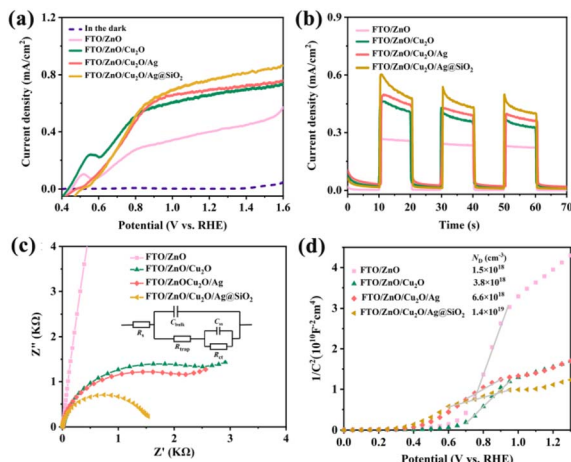 (a)
In the dark
FTO/ZnO
FTO/ZnO/Cu₂O
FTO/ZnO/Cu₂O/Ag
FTO/ZnO/Cu₂O/Ag@SiO₂
Current density (mA/cm²)
1.2
0.8
0.4
0.0
0.4 0.6 0.8 1.0 1.2 1.4 1.6
Potential (V vs. RHE)
(b)
FTO/ZnO
FTO/ZnO/Cu₂O
FTO/ZnO/Cu₂O/Ag
FTO/ZnO/Cu₂O/Ag@SiO₂
Current density (mA/cm²)
0.9
0.6
0.3
0.0
0 10 20 30 40 50 60 70
Time (s)
(c)
FTO/ZnO
FTO/ZnO/Cu₂O
FTO/ZnOCu₂O/Ag
FTO/ZnO/Cu₂O/Ag@SiO₂
Cbulk
Rs
Rtrap
Z'' (KΩ)
4
3
2
1
0
0 1 2 3 4
Z' (KΩ)
(d)
N_D (cm⁻³)
FTO/ZnO 1.5×10¹⁸
FTO/ZnO/Cu₂O 3.8×10¹⁸
FTO/ZnO/Cu₂O/Ag 6.6×10¹⁸
FTO/ZnO/Cu₂O/Ag@SiO₂ 1.4×10¹⁹
1/C² (10¹⁰F⁻²cm⁴)
4
3
2
1
0
0.0 0.2 0.4 0.6 0.8 1.0 1.2
Potential (V vs. RHE)